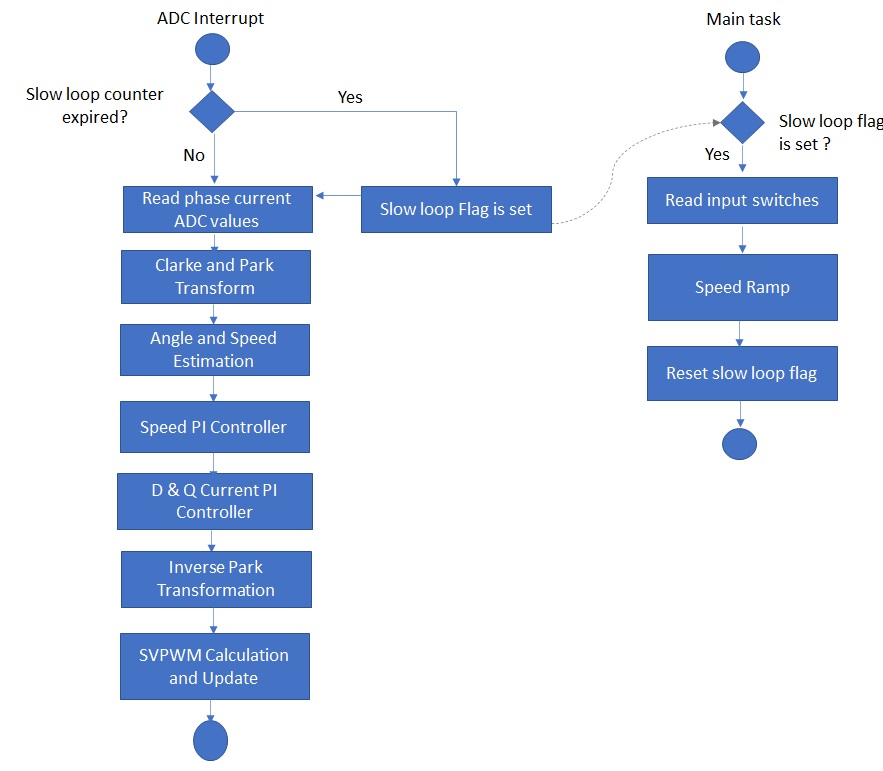 ADC Interrupt
Slow loop counter
expired?
Yes
No
Read phase current
ADC values
Slow loop Flag is set
Clarke and Park
Transform
Angle and Speed
Estimation
Speed PI Controller
D & Q Current PI
Controller
Inverse Park
Transformation
SVPWM Calculation
and Update
Main task
Slow loop flag
is set ?
Yes
Read input switches
Speed Ramp
Reset slow loop flag